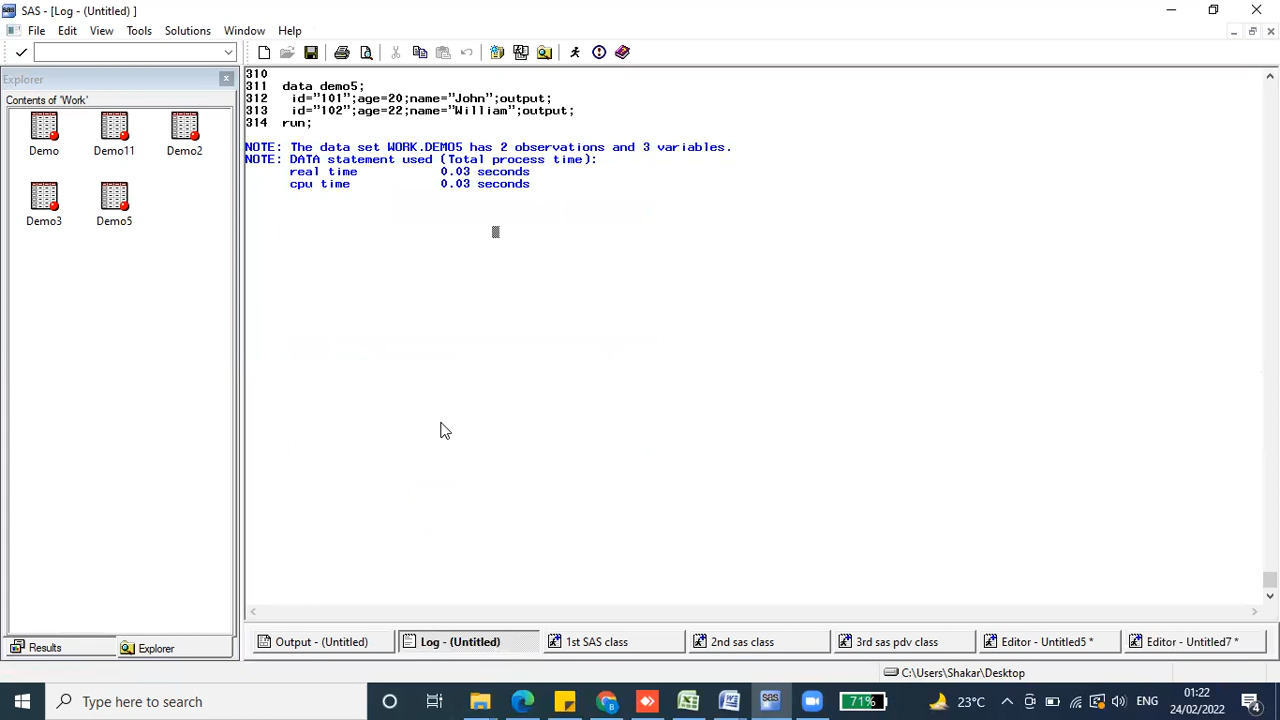 SAS - [Log - (Untitled) ]
File Edit View Tools Solutions Window Help
Explorer
Contents of 'Work'
Demo Demo11 Demo2
Demo3 Demo5
310
311 data demo5;
312 id="101";age=20;name="John";output;
313 id="102";age=22;name="William";output;
314 run;
NOTE: The data set WORK.DEMO5 has 2 observations and 3 variables.
NOTE: DATA statement used (Total process time):
real time 0.03 seconds
cpu time 0.03 seconds
Results Explorer
Output - (Untitled) Log - (Untitled) 1st SAS class 2nd sas class 3rd sas pdv class Editor - Untitled5 * Editor - Untitled7 *
C:\Users\Shakar\Desktop
Type here to search
71%
23°C
ENG
01:22
24/02/2022
4